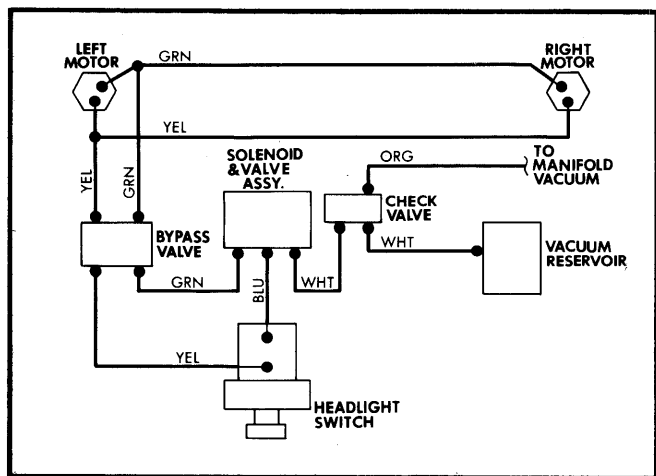 LEFT
MOTOR
GRN
RIGHT
MOTOR
YEL
YEL
GRN
SOLENOID
& VALVE
ASSY.
ORG
TO
MANIFOLD
VACUUM
CHECK
VALVE
BYPASS
VALVE
WHT
VACUUM
RESERVOIR
GRN
BLU
WHT
YEL
HEADLIGHT
SWITCH